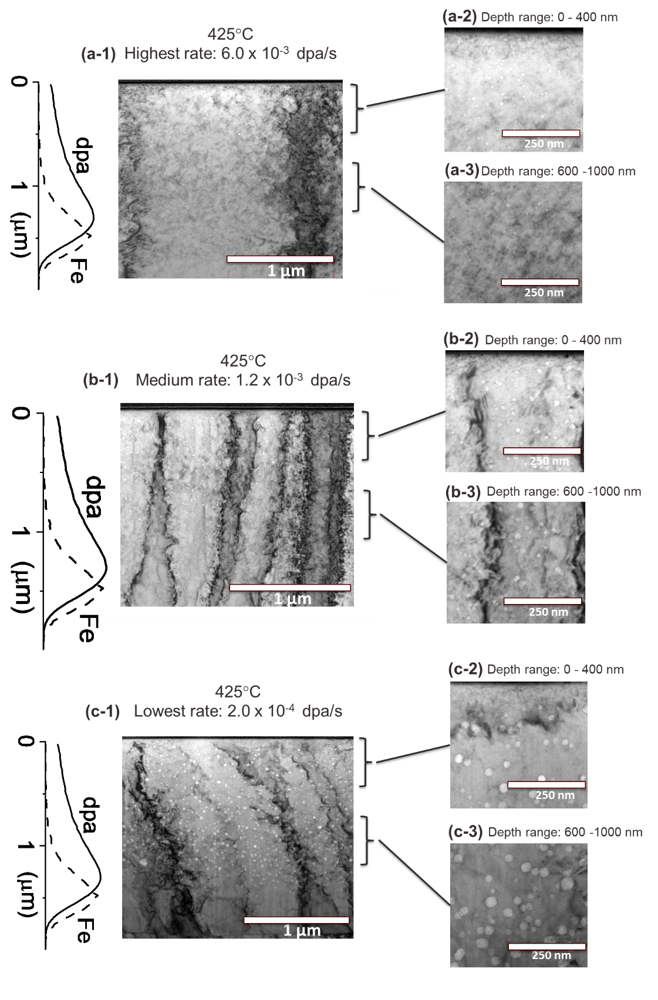 425°C
(a-1) Highest rate: 6.0 x 10⁻³ dpa/s
0
1
(μm)
dpa
Fe
1 μm
(a-2) Depth range: 0 - 400 nm
250 nm
(a-3) Depth range: 600 -1000 nm
250 nm
425°C
(b-1) Medium rate: 1.2 x 10⁻³ dpa/s
0
1
(μm)
dpa
Fe
1 μm
(b-2) Depth range: 0 - 400 nm
250 nm
(b-3) Depth range: 600 -1000 nm
250 nm
425°C
(c-1) Lowest rate: 2.0 x 10⁻⁴ dpa/s
0
1
(μm)
dpa
Fe
1 μm
(c-2) Depth range: 0 - 400 nm
250 nm
(c-3) Depth range: 600 -1000 nm
250 nm